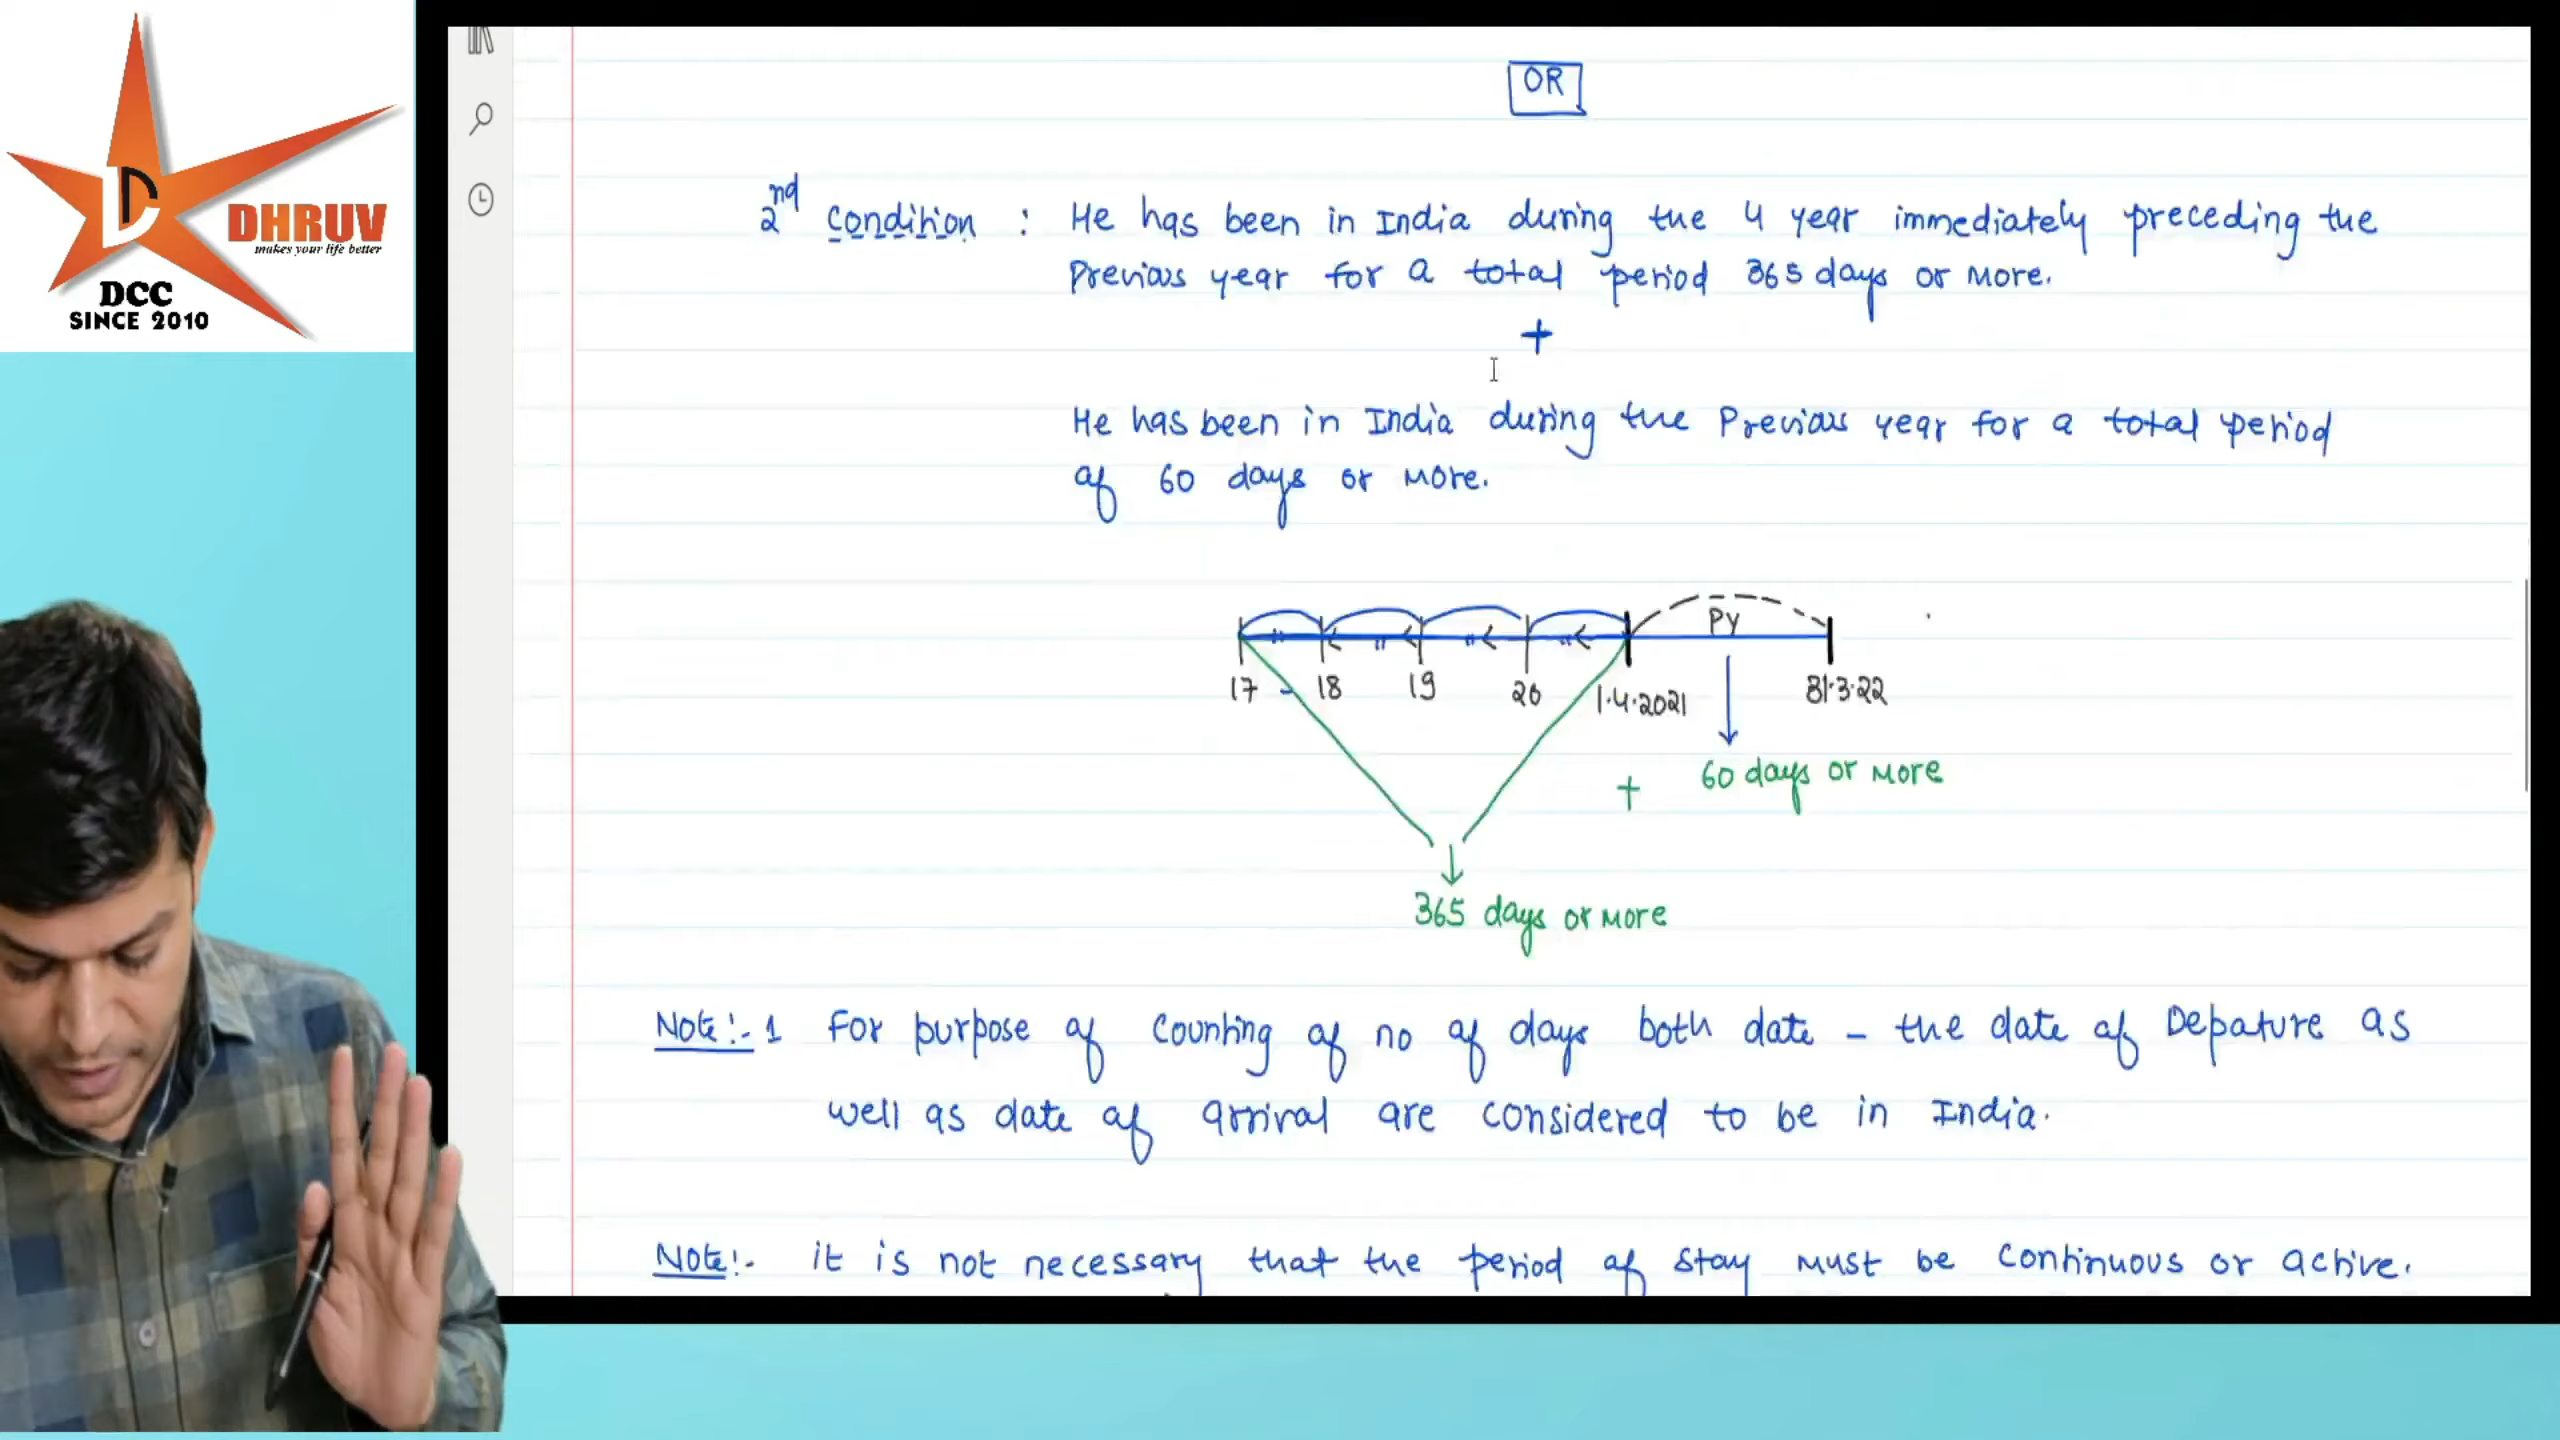 DHRUV
makes your life better
DCC
SINCE 2010
OR
2nd condition : He has been in India during the 4 year immediately preceding the
Previous year for a total period 365 days or more.
+
He has been in India during the Previous year for a total period
of 60 days or more.
PY
17 - 18 19 20 1.4.2021 31.3.22
+ 60 days or more
365 days or more
Note:- 1 For purpose of counting of no of days both date - the date of Depature as
well as date of arrival are considered to be in India.
Note:- it is not necessary that the period of stay must be continuous or active.